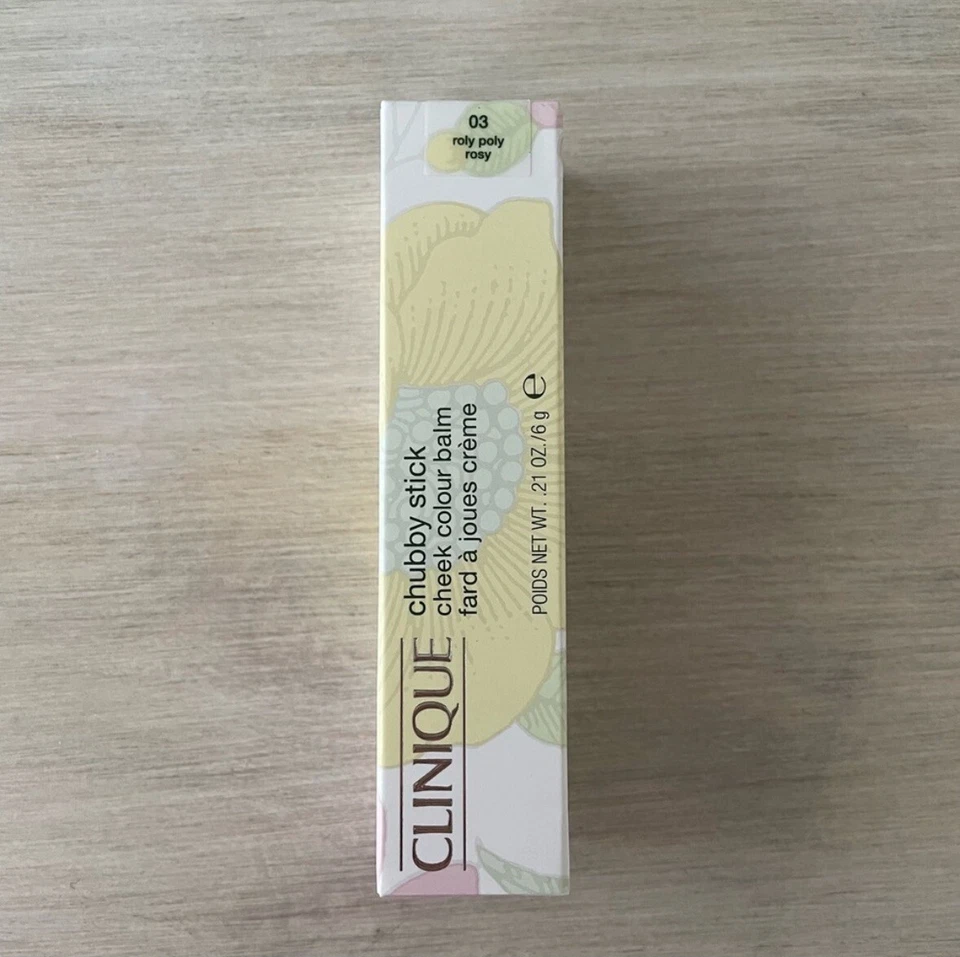 03
roly poly
rosy
CLINIQUE
chubby stick
cheek colour balm
fard à joues crème
POIDS NET WT. .21 OZ./6 g ℮